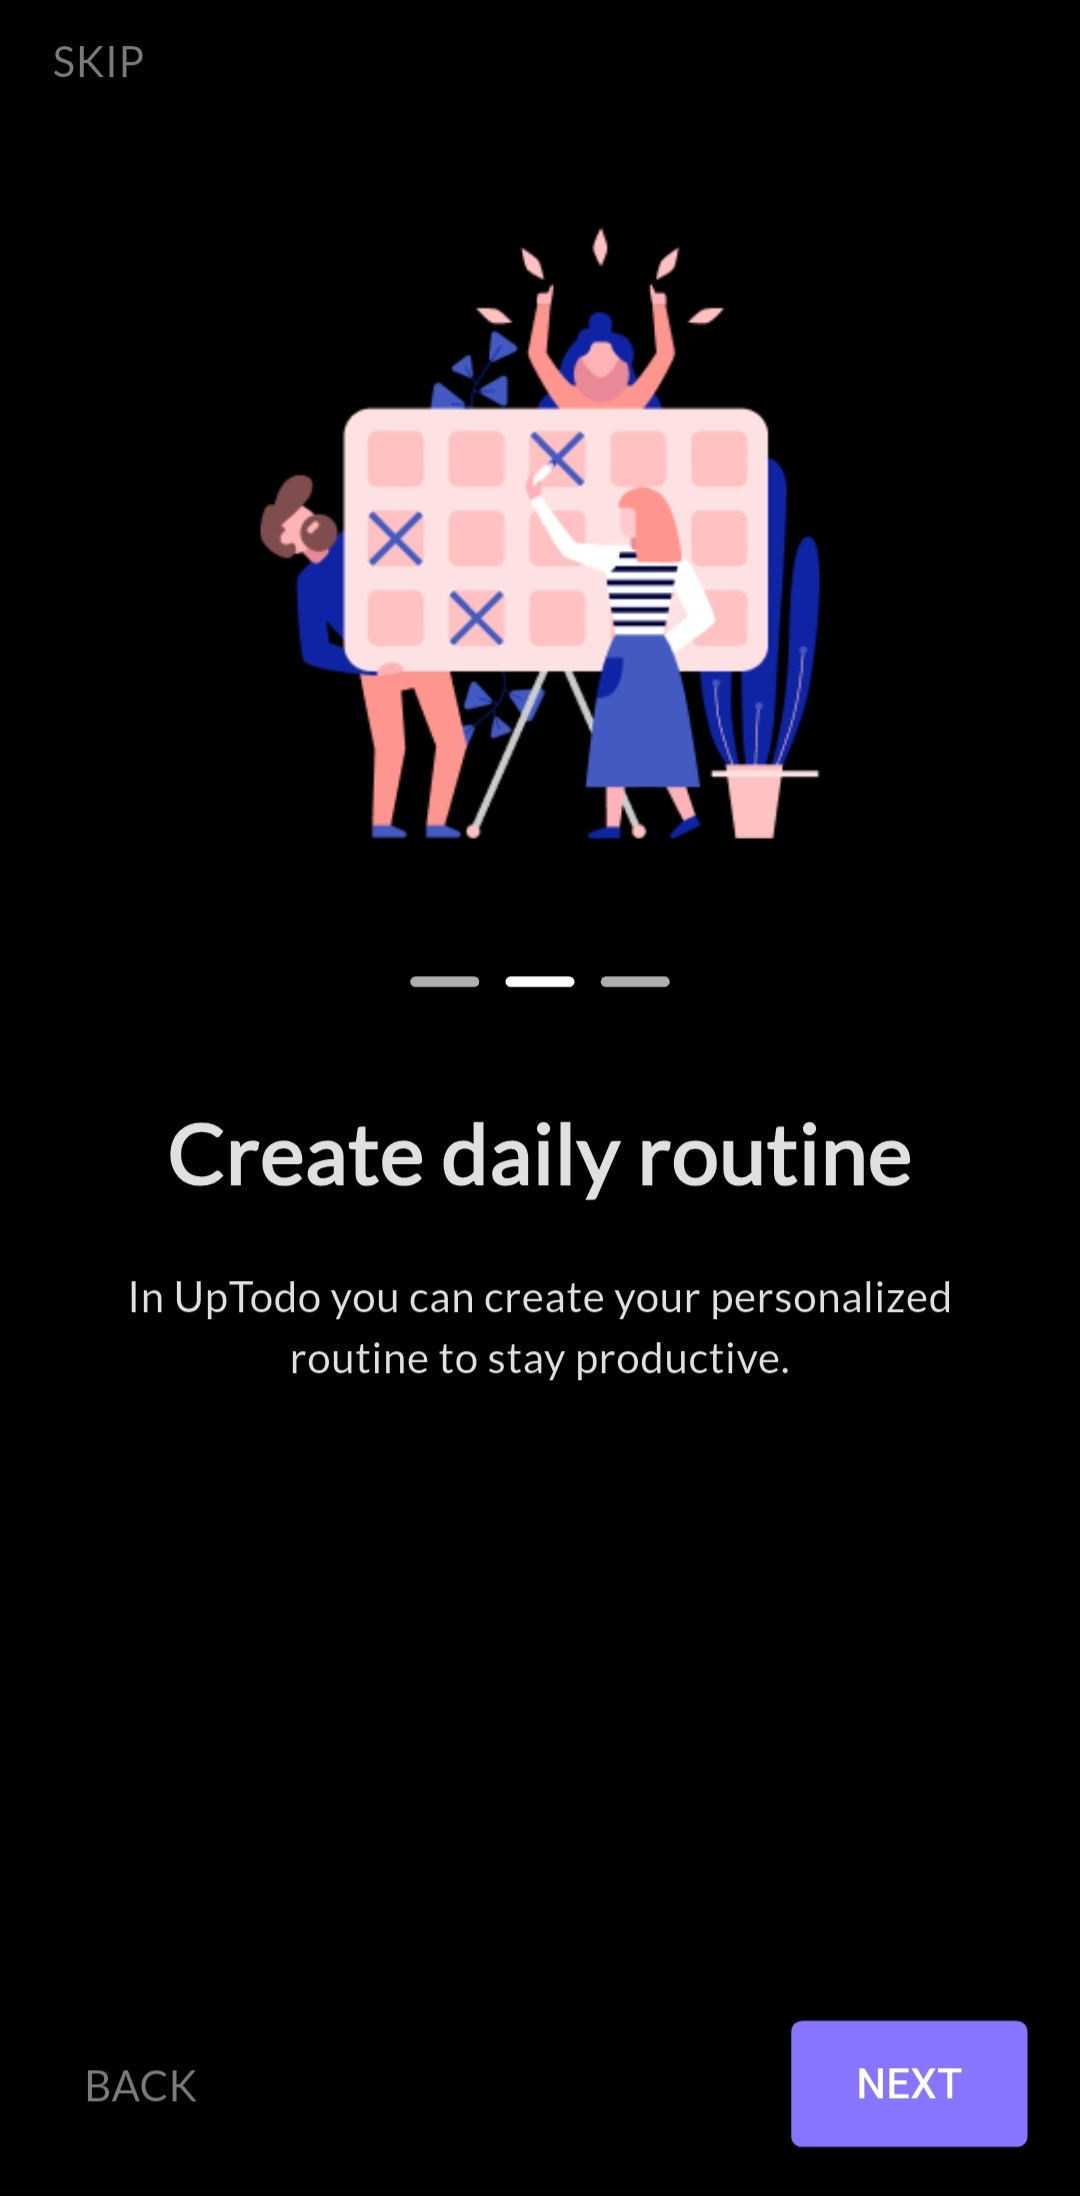 SKIP
Create daily routine
In UpTodo you can create your personalized
routine to stay productive.
BACK
NEXT